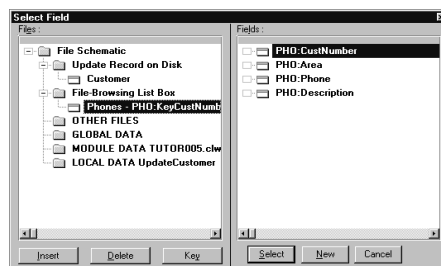 Select Field
Files :
File Schematic
Update Record on Disk
Customer
File-Browsing List Box
Phones - PHO:KeyCustNumb
OTHER FILES
GLOBAL DATA
MODULE DATA TUTOR005.clw
LOCAL DATA UpdateCustomer
Insert Delete Key
Fields :
PHO:CustNumber
PHO:Area
PHO:Phone
PHO:Description
Select New Cancel